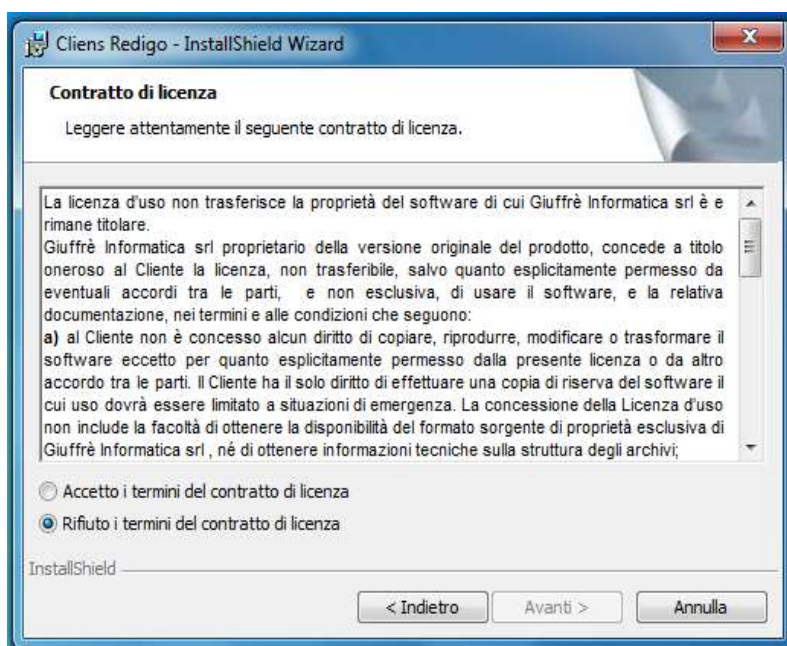 Cliens Redigo - InstallShield Wizard
Contratto di licenza
Leggere attentamente il seguente contratto di licenza.
La licenza d'uso non trasferisce la proprietà del software di cui Giuffrè Informatica srl è e
rimane titolare.
Giuffrè Informatica srl proprietario della versione originale del prodotto, concede a titolo
oneroso al Cliente la licenza, non trasferibile, salvo quanto esplicitamente permesso da
eventuali accordi tra le parti, e non esclusiva, di usare il software, e la relativa
documentazione, nei termini e alle condizioni che seguono:
a) al Cliente non è concesso alcun diritto di copiare, riprodurre, modificare o trasformare il
software eccetto per quanto esplicitamente permesso dalla presente licenza o da altro
accordo tra le parti. Il Cliente ha il solo diritto di effettuare una copia di riserva del software il
cui uso dovrà essere limitato a situazioni di emergenza. La concessione della Licenza d'uso
non include la facoltà di ottenere la disponibilità del formato sorgente di proprietà esclusiva di
Giuffrè Informatica srl , né di ottenere informazioni tecniche sulla struttura degli archivi;
Accetto i termini del contratto di licenza
Rifiuto i termini del contratto di licenza
InstallShield
< Indietro
Avanti >
Annulla